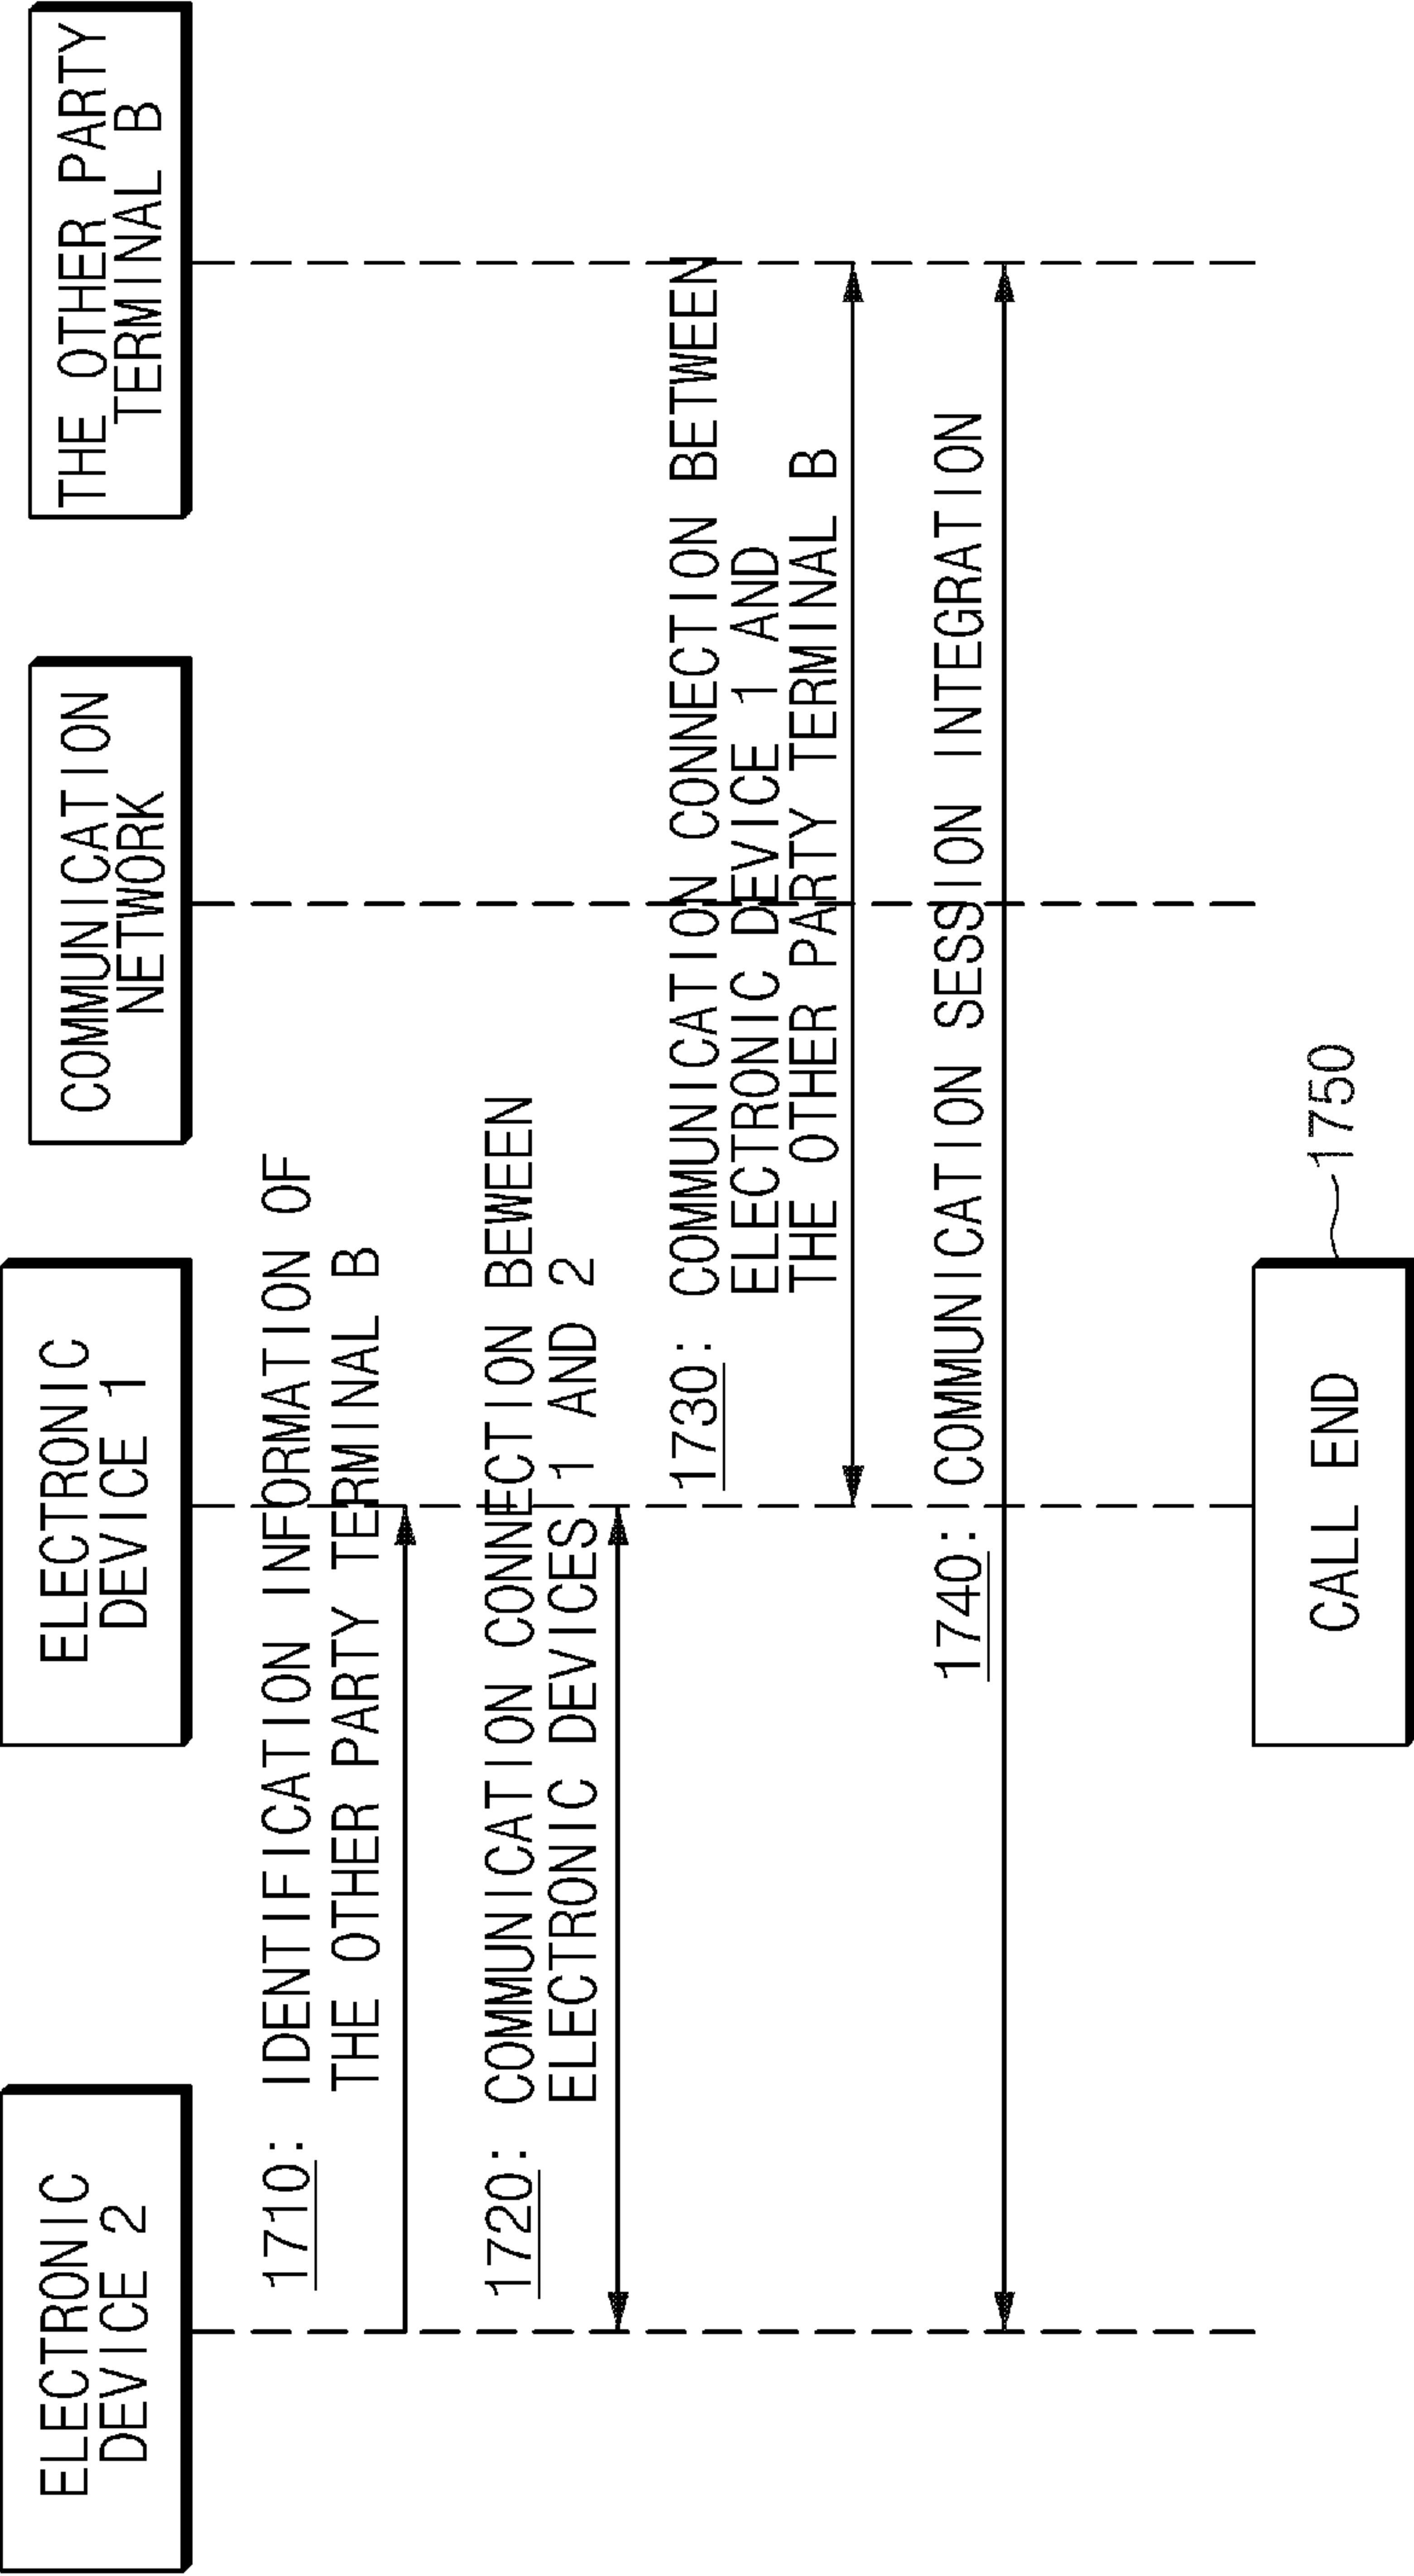 ELECTRONIC
DEVICE 2
ELECTRONIC
DEVICE 1
COMMUNICATION
NETWORK
THE OTHER PARTY
TERMINAL B
1710: IDENTIFICATION INFORMATION OF
THE OTHER PARTY TERMINAL B
1720: COMMUNICATION CONNECTION BEWEEN
ELECTRONIC DEVICES 1 AND 2
1730: COMMUNICATION CONNECTION BETWEEN
ELECTRONIC DEVICE 1 AND
THE OTHER PARTY TERMINAL B
1740: COMMUNICATION SESSION INTEGRATION
CALL END
1750